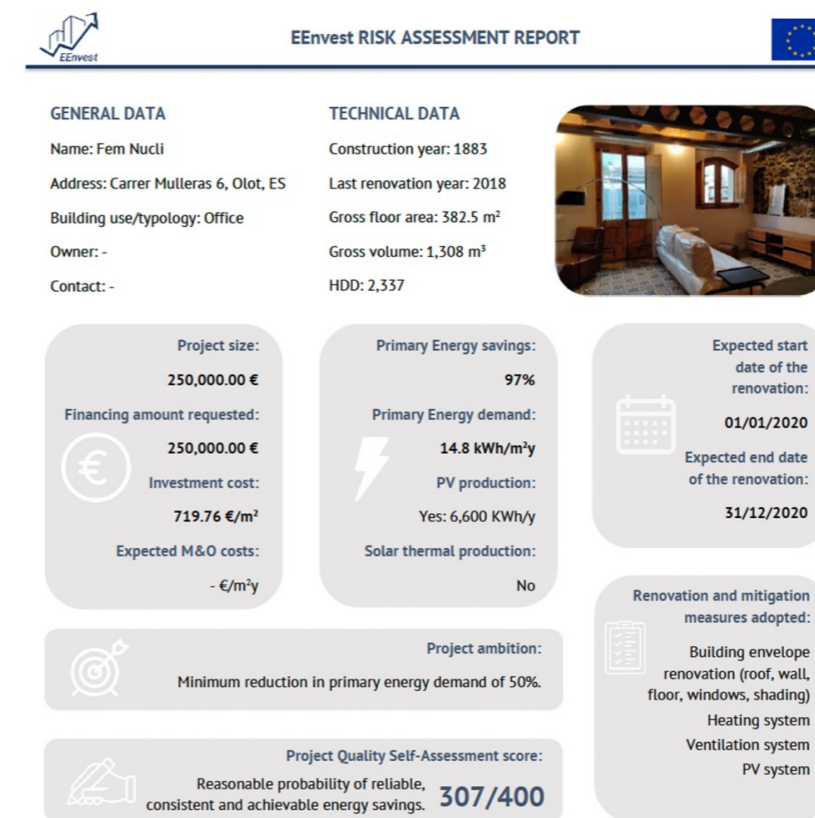 EEnvest
EEnvest RISK ASSESSMENT REPORT
GENERAL DATA
Name: Fem Nucli
Address: Carrer Mulleras 6, Olot, ES
Building use/typology: Office
Owner: -
Contact: -
TECHNICAL DATA
Construction year: 1883
Last renovation year: 2018
Gross floor area: 382.5 m²
Gross volume: 1,308 m³
HDD: 2,337
Project size:
250,000.00 €
Financing amount requested:
250,000.00 €
Investment cost:
719.76 €/m²
Expected M&O costs:
- €/m²y
Primary Energy savings:
97%
Primary Energy demand:
14.8 kWh/m²y
PV production:
Yes: 6,600 KWh/y
Solar thermal production:
No
Expected start
date of the
renovation:
01/01/2020
Expected end date
of the renovation:
31/12/2020
Project ambition:
Minimum reduction in primary energy demand of 50%.
Project Quality Self-Assessment score:
Reasonable probability of reliable,
consistent and achievable energy savings.
307/400
Renovation and mitigation
measures adopted:
Building envelope
renovation (roof, wall,
floor, windows, shading)
Heating system
Ventilation system
PV system